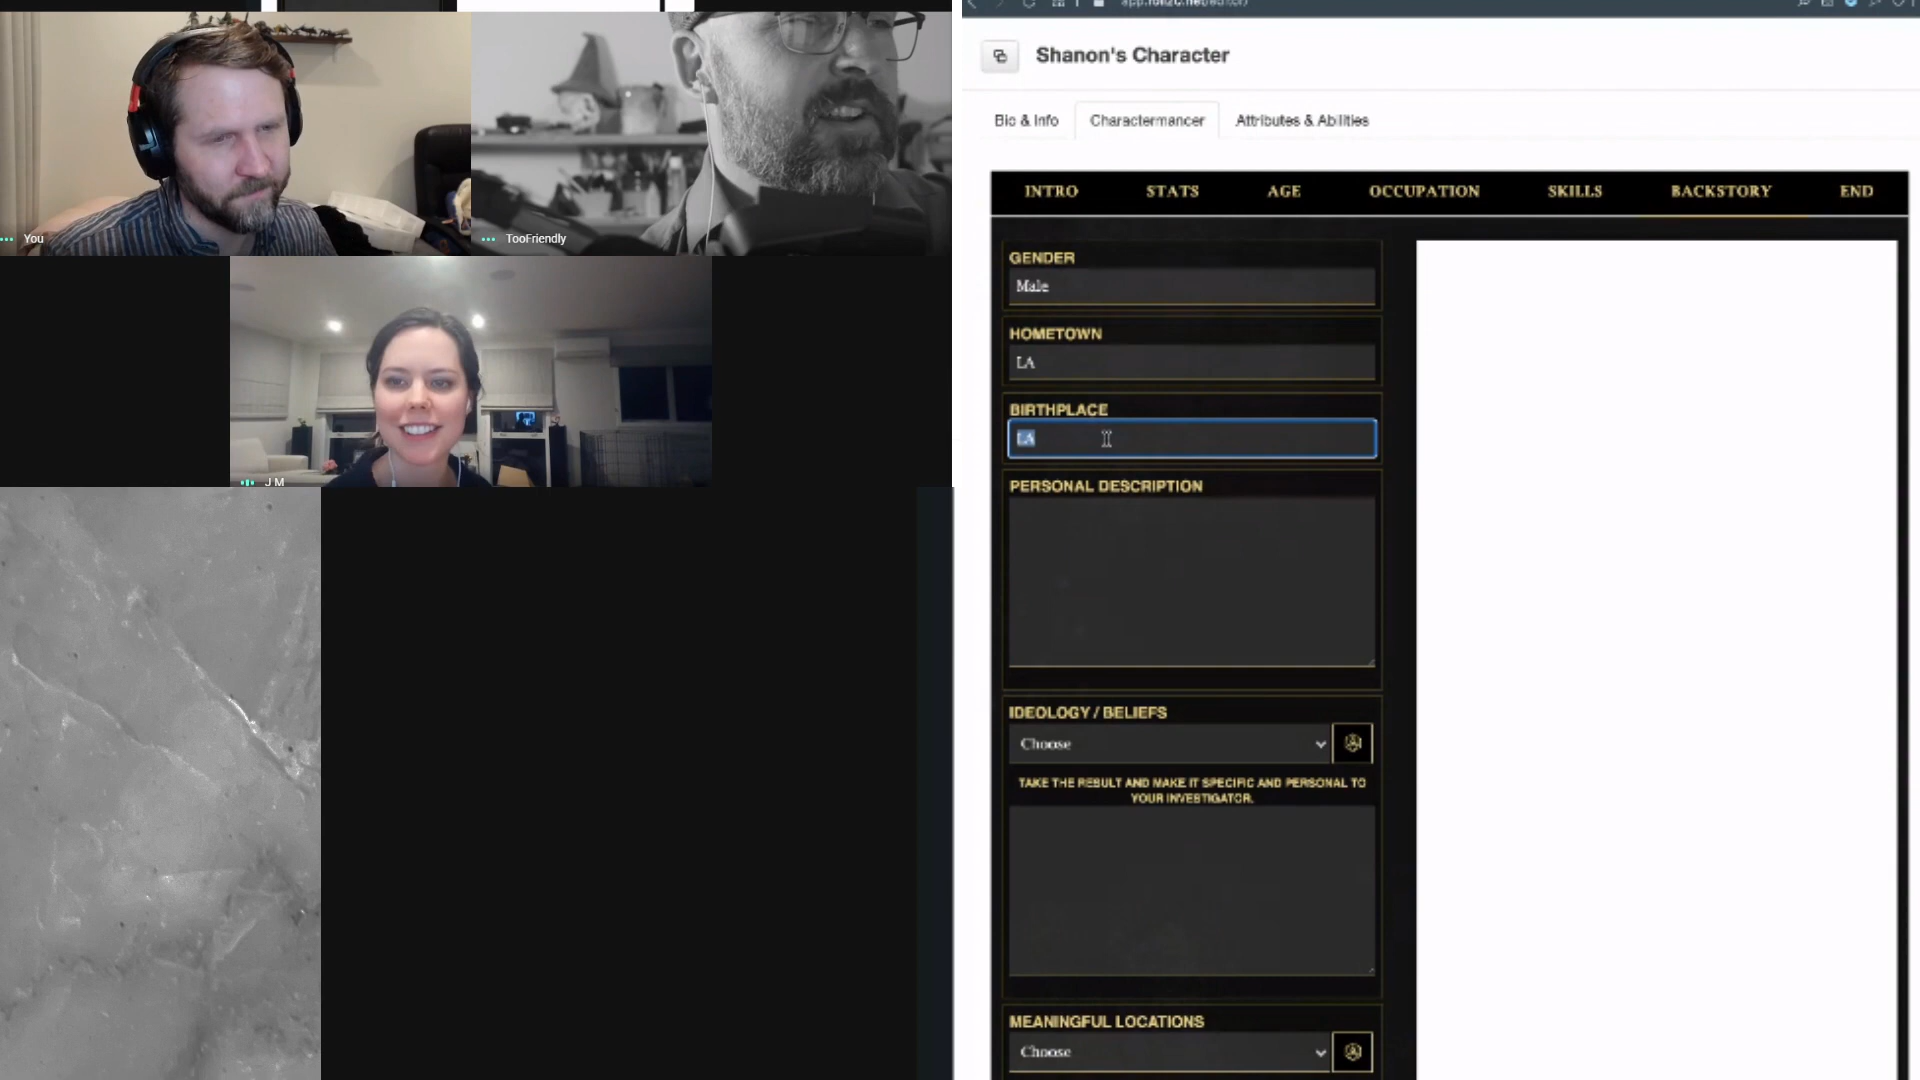 You
TooFriendly
J M
Shanon's Character
Bio & Info
Charactermancer
Attributes & Abilities
INTRO
STATS
AGE
OCCUPATION
SKILLS
BACKSTORY
END
GENDER
Male
HOMETOWN
LA
BIRTHPLACE
LA
PERSONAL DESCRIPTION
IDEOLOGY / BELIEFS
Choose
TAKE THE RESULT AND MAKE IT SPECIFIC AND PERSONAL TO
YOUR INVESTIGATOR.
MEANINGFUL LOCATIONS
Choose